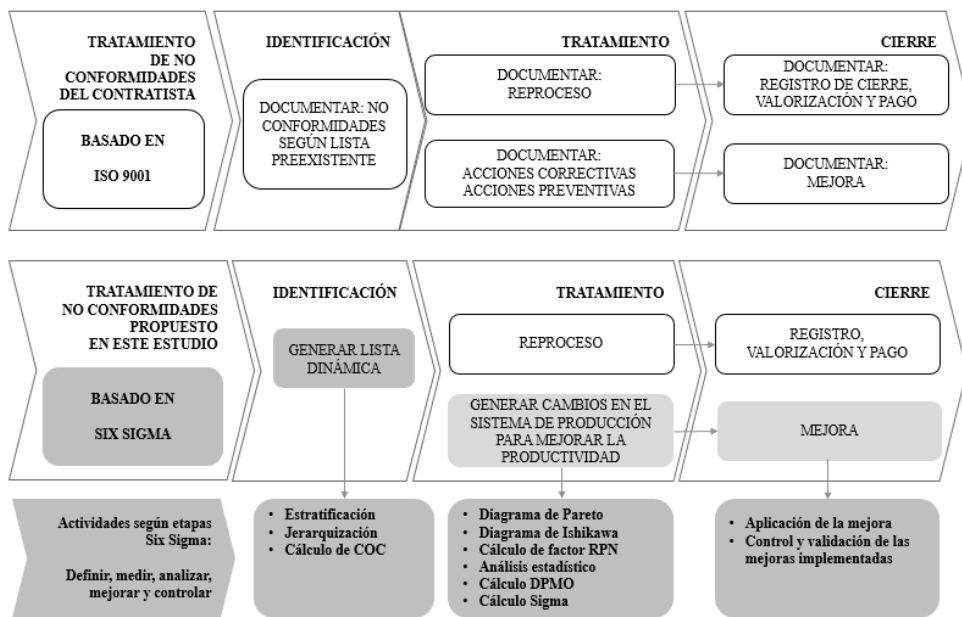 TRATAMIENTO
DE NO
CONFORMIDADES
DEL CONTRATISTA
BASADO EN
ISO 9001
IDENTIFICACIÓN
DOCUMENTAR: NO
CONFORMIDADES
SEGÚN LISTA
PREEXISTENTE
TRATAMIENTO
DOCUMENTAR:
REPROCESO
DOCUMENTAR:
ACCIONES CORRECTIVAS
ACCIONES PREVENTIVAS
CIERRE
DOCUMENTAR:
REGISTRO DE CIERRE,
VALORIZACIÓN Y PAGO
DOCUMENTAR:
MEJORA
TRATAMIENTO DE
NO CONFORMIDADES
PROPUESTO
EN ESTE ESTUDIO
BASADO EN
SIX SIGMA
IDENTIFICACIÓN
GENERAR LISTA
DINÁMICA
TRATAMIENTO
REPROCESO
GENERAR CAMBIOS EN EL
SISTEMA DE PRODUCCIÓN
PARA MEJORAR LA
PRODUCTIVIDAD
CIERRE
REGISTRO,
VALORIZACIÓN Y PAGO
MEJORA
Actividades según etapas
Six Sigma:
Definir, medir, analizar,
mejorar y controlar
• Estratificación
• Jerarquización
• Cálculo de COC
• Diagrama de Pareto
• Diagrama de Ishikawa
• Cálculo de factor RPN
• Análisis estadístico
• Cálculo DPMO
• Cálculo Sigma
• Aplicación de la mejora
• Control y validación de las
mejoras implementadas